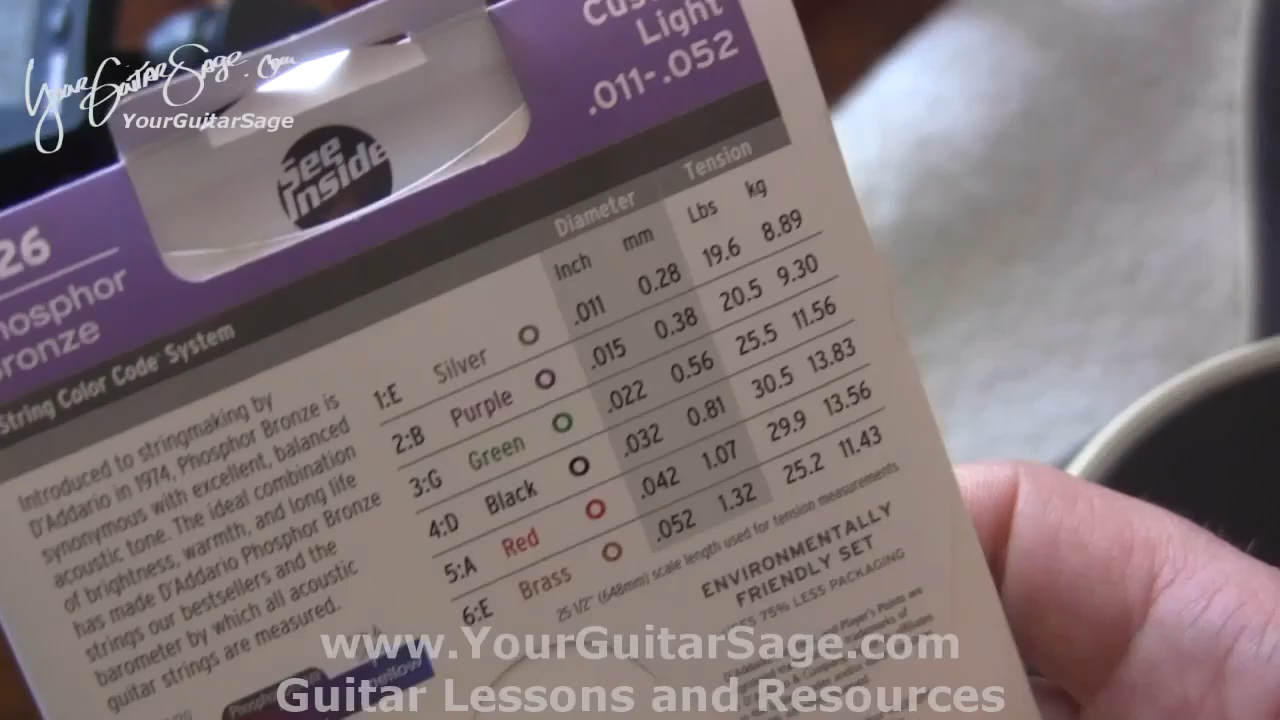 YourGuitarSage.Com
YourGuitarSage
Light
.011-.052
See
Inside
26
Bronze
String Color Code System
Diameter Tension
Inch mm Lbs kg
1:E Silver .011 0.28 19.6 8.89
2:B Purple .015 0.38 20.5 9.30
3:G Green .022 0.56 25.5 11.56
4:D Black .032 0.81 30.5 13.83
5:A Red .042 1.07 29.9 13.56
6:E Brass .052 1.32 25.2 11.43
25 1/2" (648mm) scale length used for tension measurements
Introduced to stringmaking by
D'Addario in 1974, Phosphor Bronze is
synonymous with excellent, balanced
acoustic tone. The ideal combination
of brightness, warmth, and long life
has made D'Addario Phosphor Bronze
strings our bestsellers and the
barometer by which all acoustic
guitar strings are measured.
ENVIRONMENTALLY
FRIENDLY SET
75% LESS PACKAGING
www.YourGuitarSage.com
Guitar Lessons and Resources